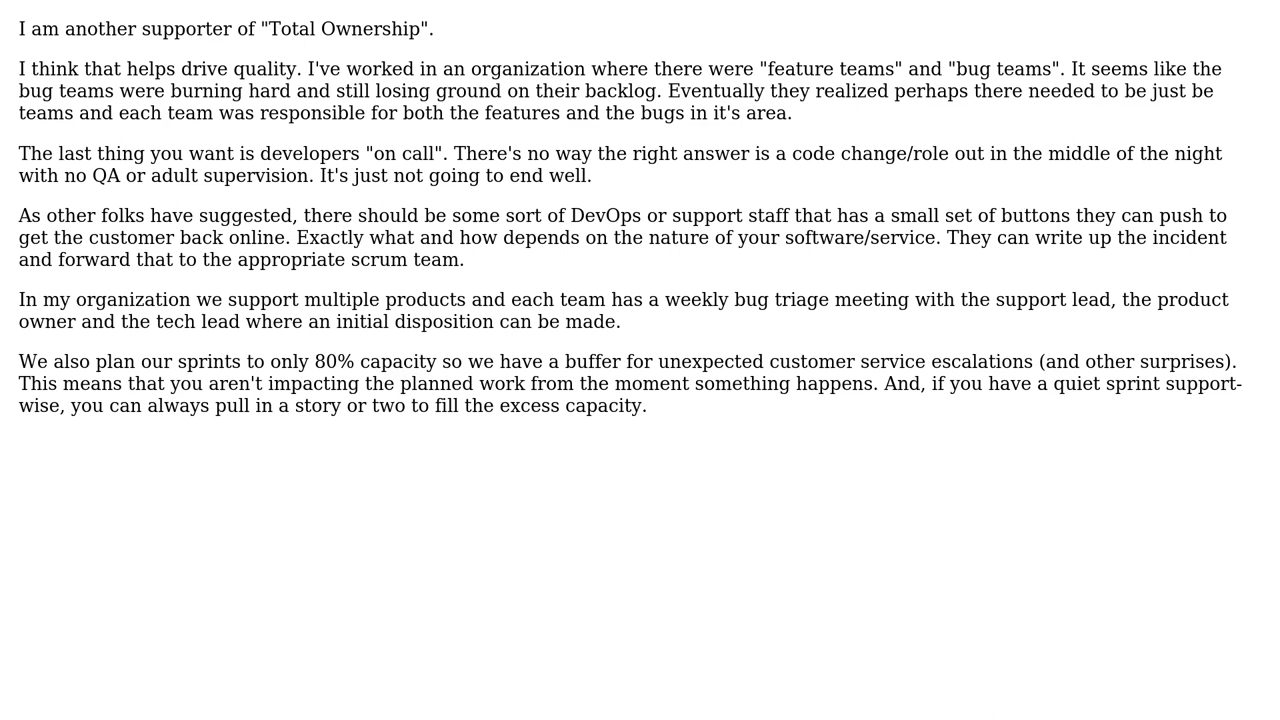 I am another supporter of "Total Ownership".
I think that helps drive quality. I've worked in an organization where there were "feature teams" and "bug teams". It seems like the
bug teams were burning hard and still losing ground on their backlog. Eventually they realized perhaps there needed to be just be
teams and each team was responsible for both the features and the bugs in it's area.
The last thing you want is developers "on call". There's no way the right answer is a code change/role out in the middle of the night
with no QA or adult supervision. It's just not going to end well.
As other folks have suggested, there should be some sort of DevOps or support staff that has a small set of buttons they can push to
get the customer back online. Exactly what and how depends on the nature of your software/service. They can write up the incident
and forward that to the appropriate scrum team.
In my organization we support multiple products and each team has a weekly bug triage meeting with the support lead, the product
owner and the tech lead where an initial disposition can be made.
We also plan our sprints to only 80% capacity so we have a buffer for unexpected customer service escalations (and other surprises).
This means that you aren't impacting the planned work from the moment something happens. And, if you have a quiet sprint support-
wise, you can always pull in a story or two to fill the excess capacity.